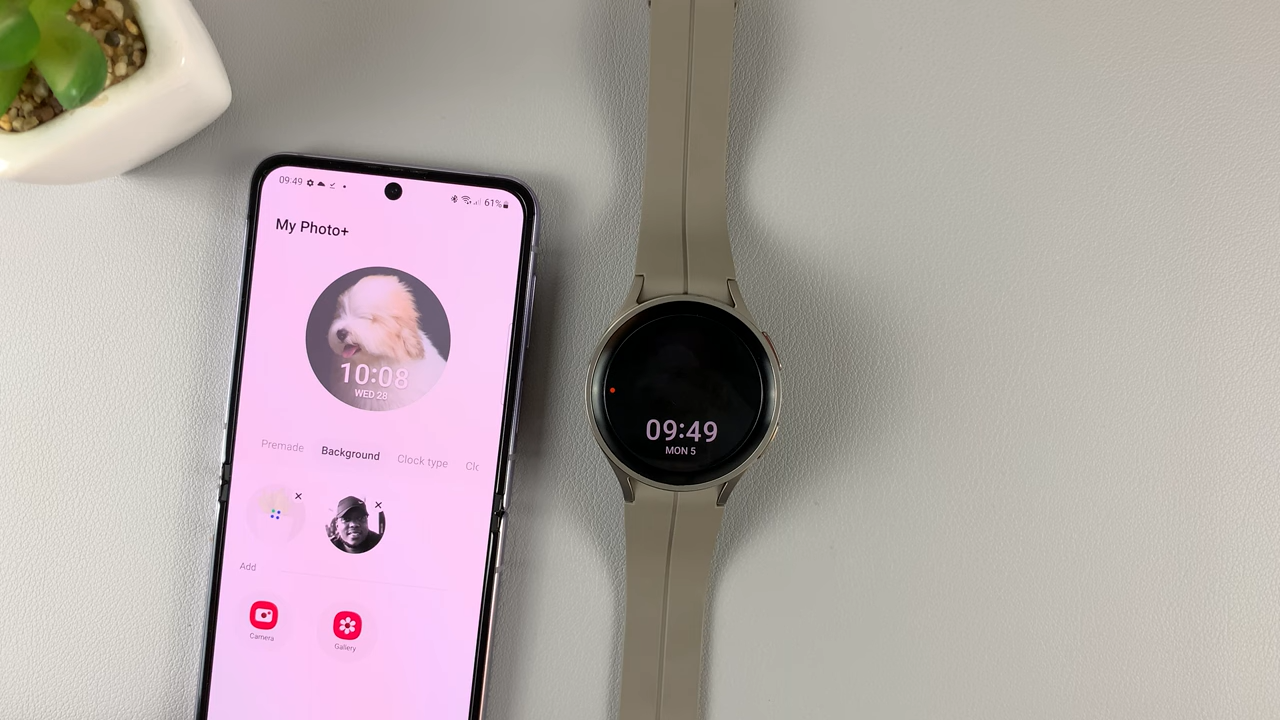 09:49
61%
My Photo+
10:08
WED 28
Premade
Background
Clock type
Clo
Add
Camera
Gallery
09:49
MON 5